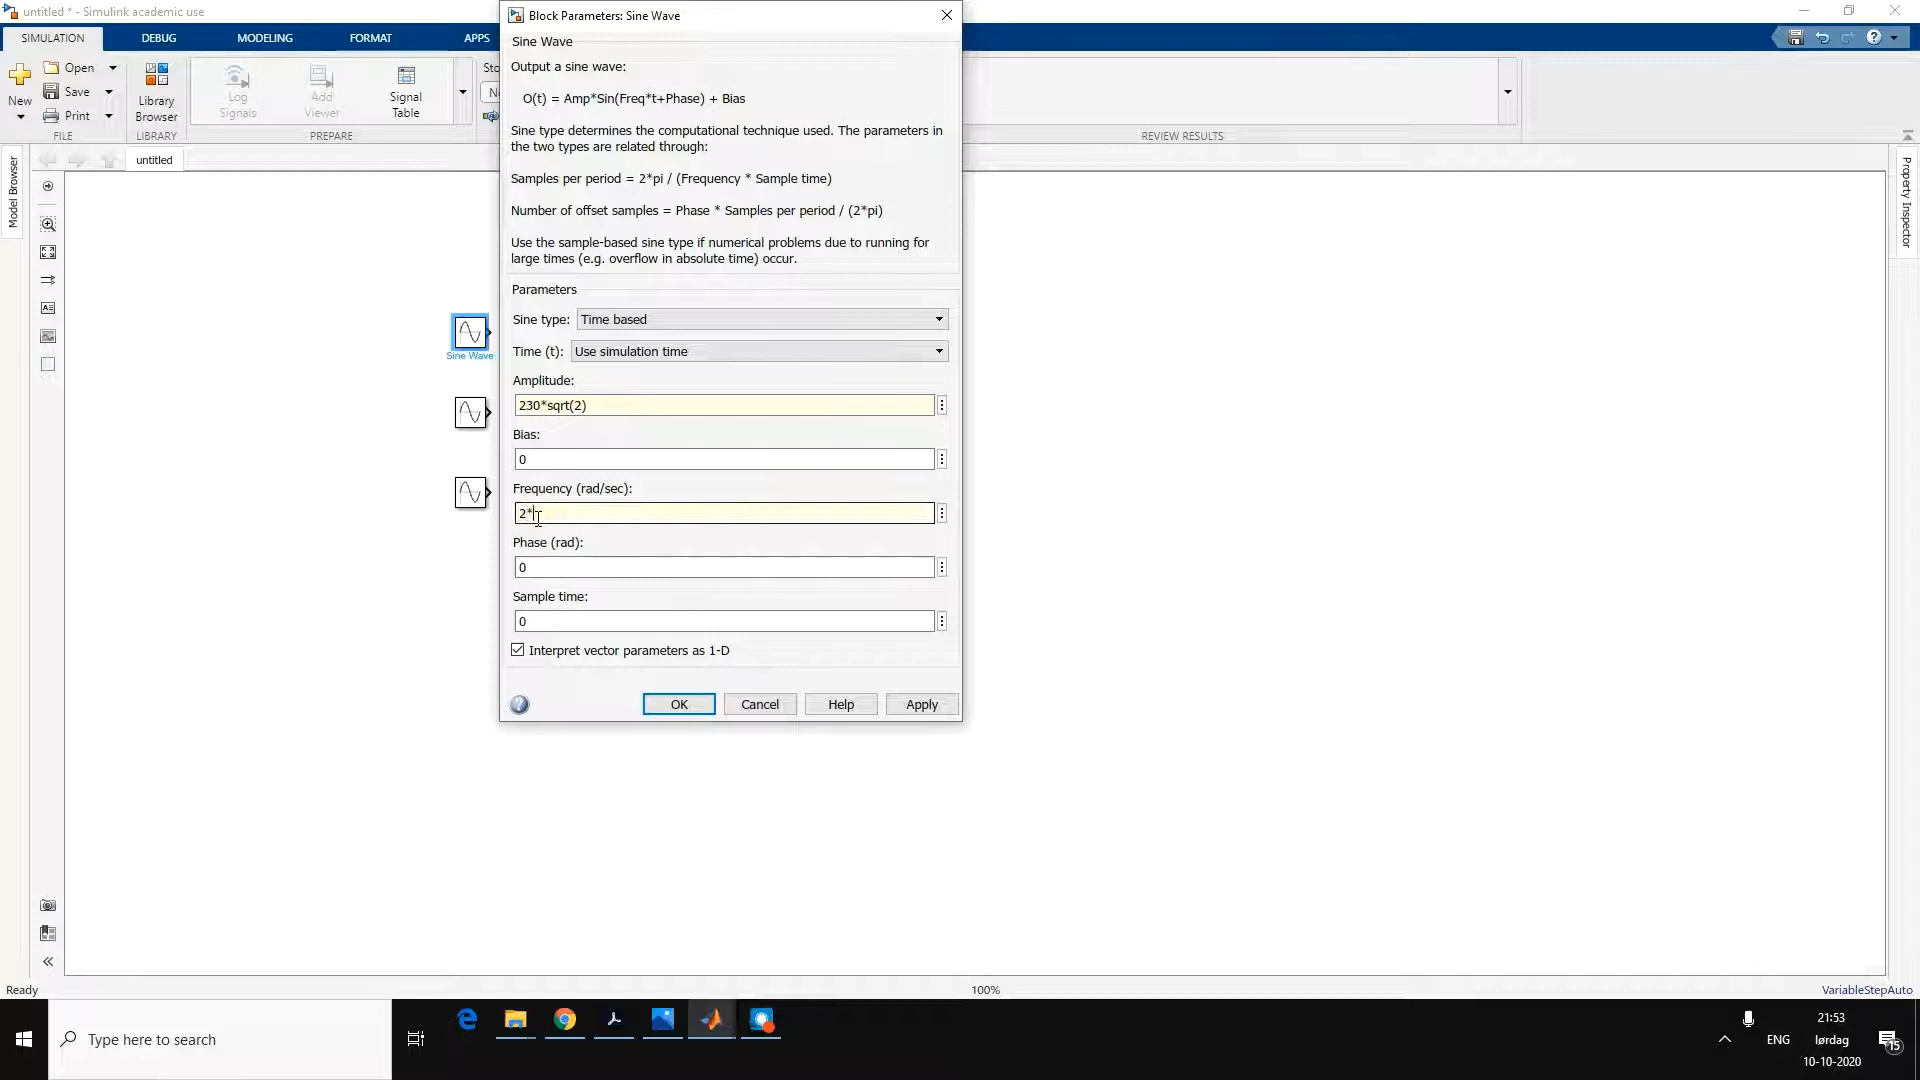 untitled * - Simulink academic use
Block Parameters: Sine Wave
SIMULATION
DEBUG
MODELING
FORMAT
APPS
New
Open
Save
Print
FILE
Library
Browser
LIBRARY
Log
Signals
Add
Viewer
Signal
Table
PREPARE
Sto
REVIEW RESULTS
untitled
Model Browser
Property Inspector
Sine Wave
Output a sine wave:
O(t) = Amp*Sin(Freq*t+Phase) + Bias
Sine type determines the computational technique used. The parameters in
the two types are related through:
Samples per period = 2*pi / (Frequency * Sample time)
Number of offset samples = Phase * Samples per period / (2*pi)
Use the sample-based sine type if numerical problems due to running for
large times (e.g. overflow in absolute time) occur.
Parameters
Sine type: Time based
Time (t): Use simulation time
Amplitude:
230*sqrt(2)
Bias:
0
Frequency (rad/sec):
2*
Phase (rad):
0
Sample time:
0
Interpret vector parameters as 1-D
OK
Cancel
Help
Apply
Sine Wave
Ready
100%
VariableStepAuto
Type here to search
ENG
21:53
lørdag
10-10-2020
15